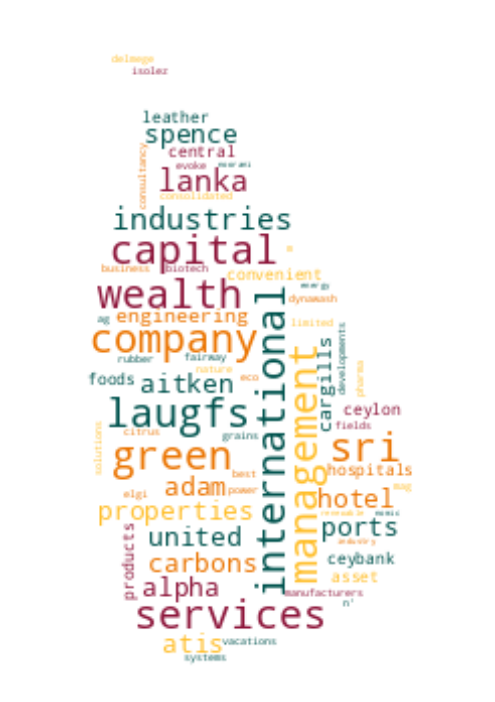 delmege
isolez
leather
spence
central
evoke
consultancy
lanka
consolidated
industries
capital
business
biotech
convenient
wealth
energy
dynawash
ag
engineering
limited
company
international
management
cargills
developments
pharma
rubber
fairway
nature
foods
aitken
eco
laugfs
ceylon
fields
citrus
grains
solutions
green
sri
hospitals
best
adam
power
mag
elgi
hotel
properties
renewable
ports
products
united
industry
carbons
ceybank
asset
alpha
manufacturers
n'
services
atis
vacations
systems